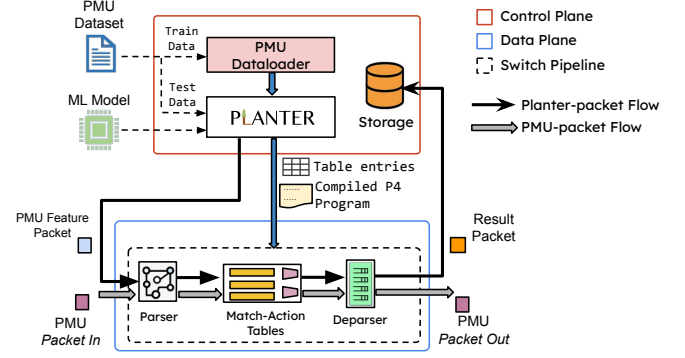 PMU
Dataset
Train
Data
PMU
Dataloader
Control Plane
Data Plane
Switch Pipeline
Test
Data
ML Model
PLANTER
Storage
Planter-packet Flow
PMU-packet Flow
Table entries
Compiled P4
Program
PMU Feature
Packet
Result
Packet
Parser
Match-Action
Tables
Deparser
PMU
Packet In
PMU
Packet Out